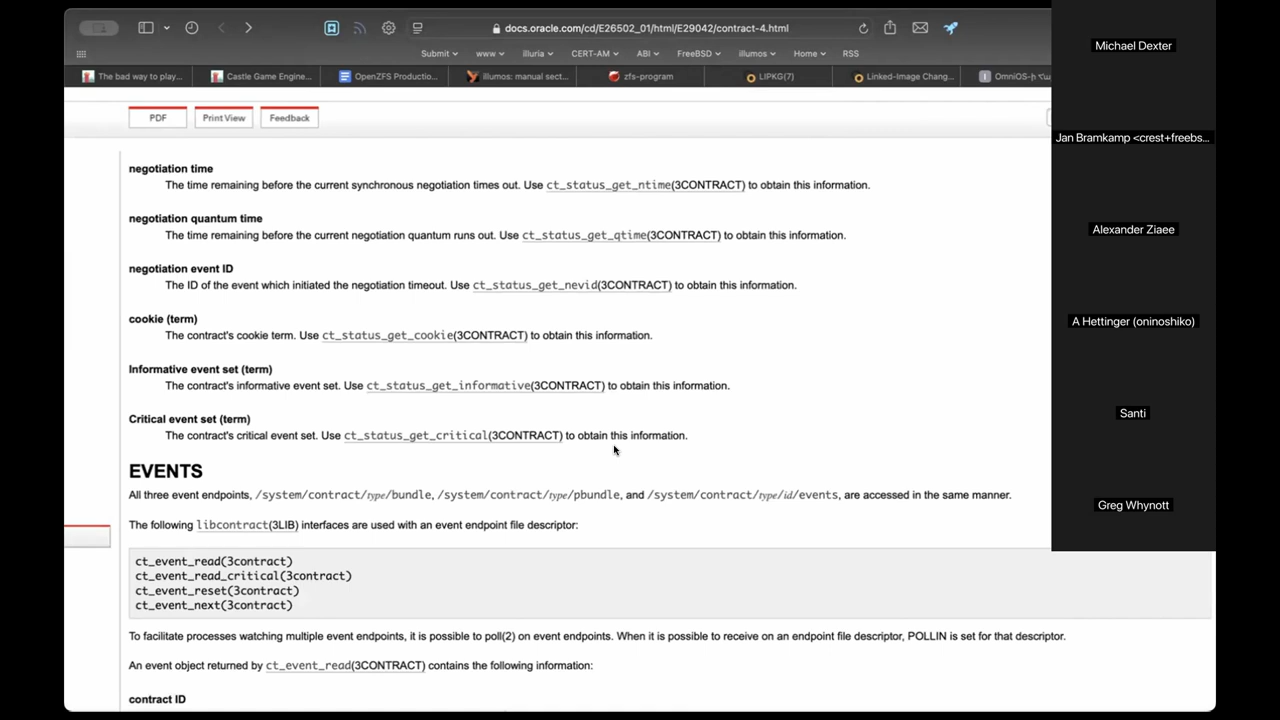 docs.oracle.com/cd/E26502_01/html/E29042/contract-4.html
Submit www illuria CERT-AM ABI FreeBSD illumos Home RSS
The bad way to play... Castle Game Engine... OpenZFS Productio... illumos: manual sect... zfs-program LIPKG(7) Linked-Image Chang...
PDF Print View Feedback
negotiation time
The time remaining before the current synchronous negotiation times out. Use ct_status_get_ntime(3CONTRACT) to obtain this information.
negotiation quantum time
The time remaining before the current negotiation quantum runs out. Use ct_status_get_qtime(3CONTRACT) to obtain this information.
negotiation event ID
The ID of the event which initiated the negotiation timeout. Use ct_status_get_nevid(3CONTRACT) to obtain this information.
cookie (term)
The contract's cookie term. Use ct_status_get_cookie(3CONTRACT) to obtain this information.
Informative event set (term)
The contract's informative event set. Use ct_status_get_informative(3CONTRACT) to obtain this information.
Critical event set (term)
The contract's critical event set. Use ct_status_get_critical(3CONTRACT) to obtain this information.
EVENTS
All three event endpoints, /system/contract/type/bundle, /system/contract/type/pbundle, and /system/contract/type/id/events, are accessed in the same manner.
The following libcontract(3LIB) interfaces are used with an event endpoint file descriptor:
ct_event_read(3contract)
ct_event_read_critical(3contract)
ct_event_reset(3contract)
ct_event_next(3contract)
To facilitate processes watching multiple event endpoints, it is possible to poll(2) on event endpoints. When it is possible to receive on an endpoint file descriptor, POLLIN is set for that descriptor.
An event object returned by ct_event_read(3CONTRACT) contains the following information:
contract ID
Michael Dexter
Jan Bramkamp <crest+freebs...
Alexander Ziaee
A Hettinger (oninoshiko)
Santi
Greg Whynott